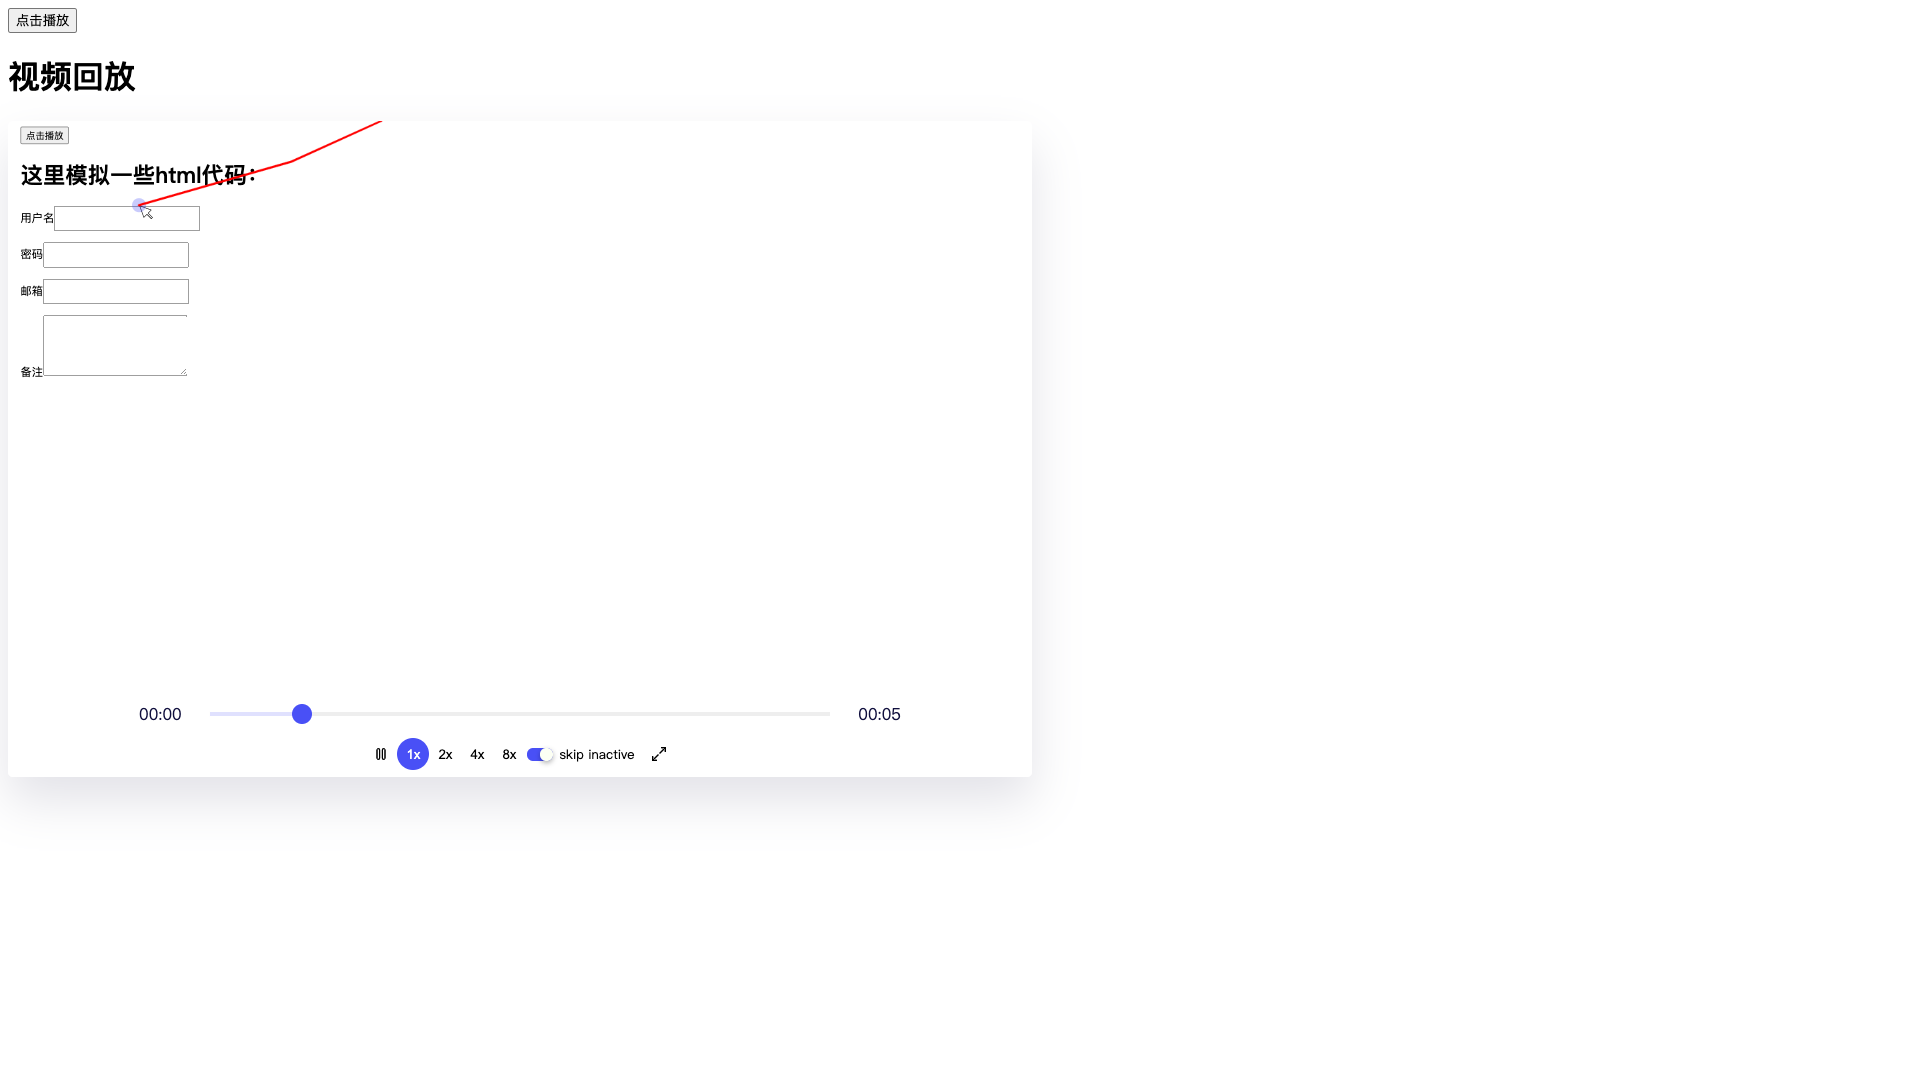 点击播放
视频回放
点击播放
这里模拟一些html代码：
用户名
密码
邮箱
备注
00:00 00:05
1x 2x 4x 8x skip inactive